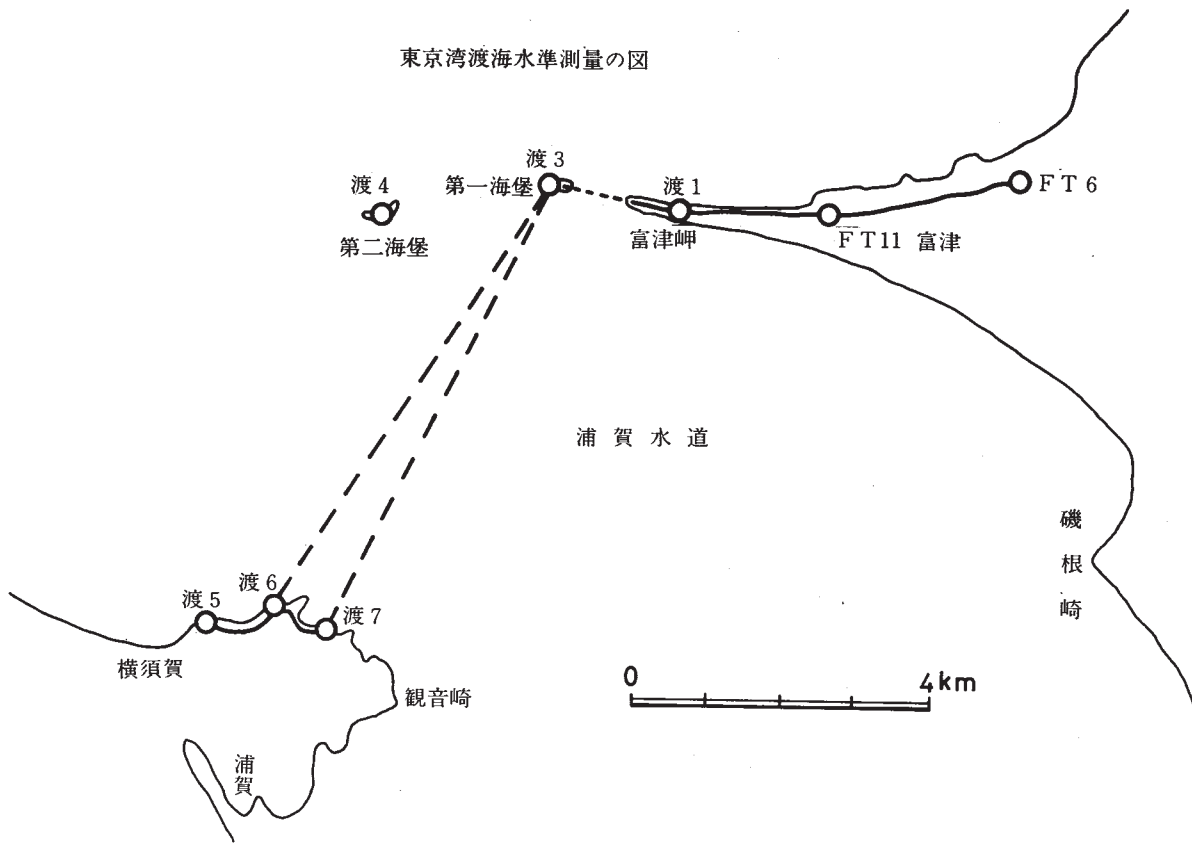 東京湾渡海水準測量の図
渡3
第一海堡
渡4
第二海堡
渡1
富津岬
FT6
FT11 富津
浦賀水道
磯根崎
渡5
渡6
渡7
横須賀
観音崎
浦賀
0 4km